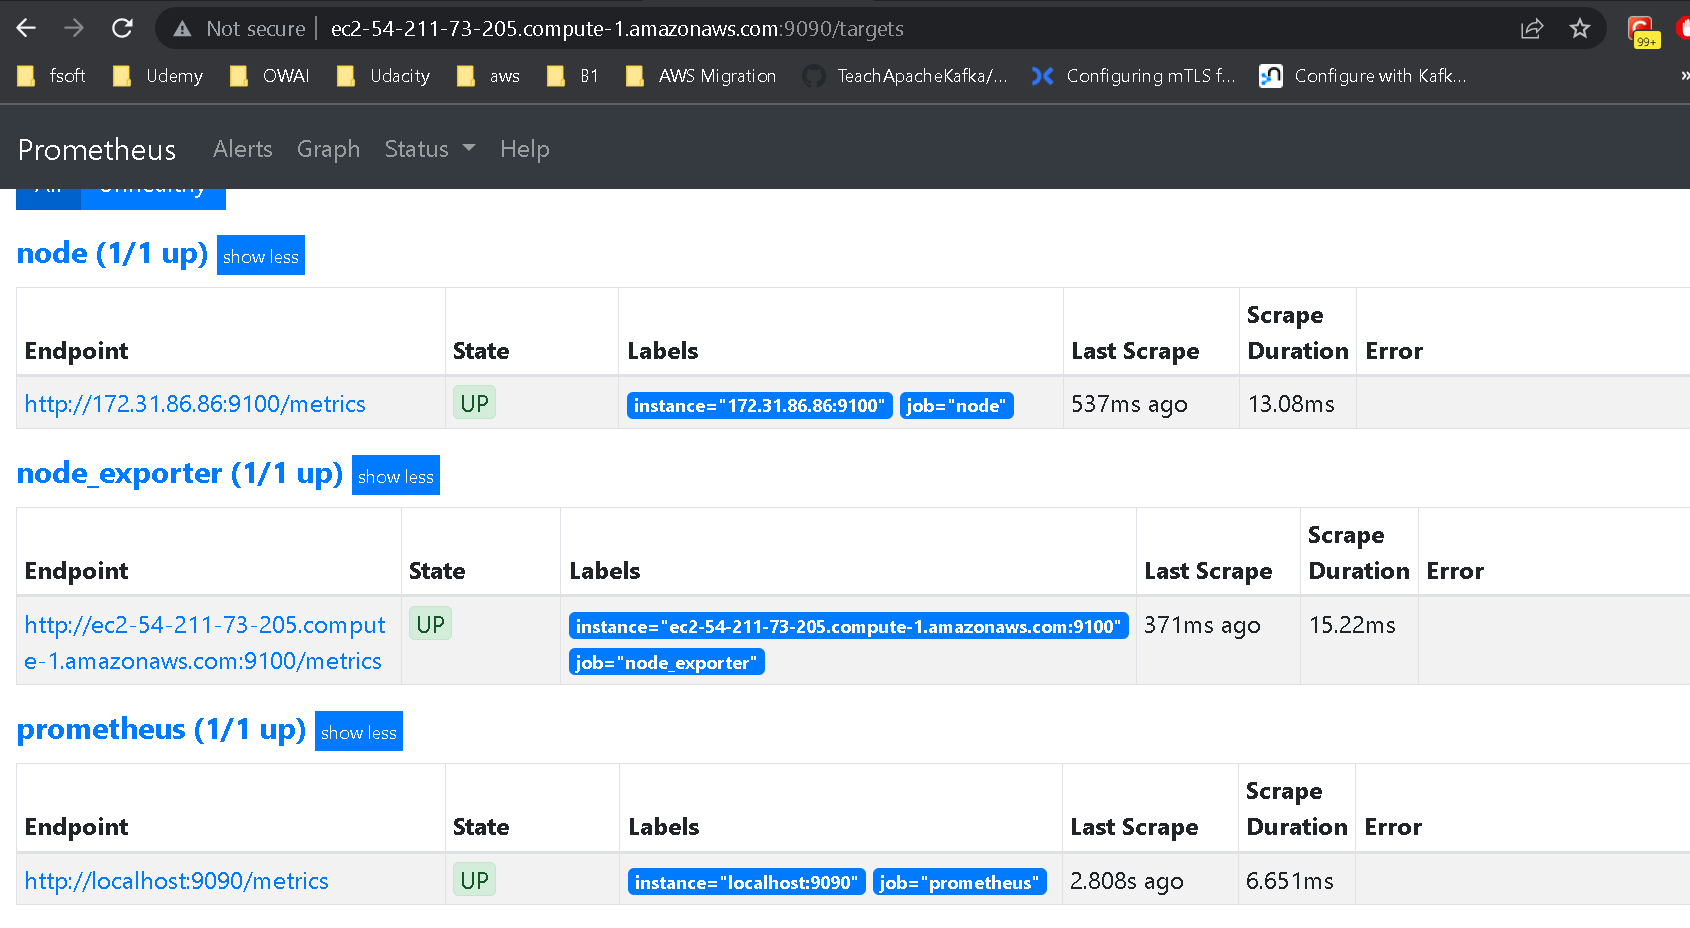 Not secure | ec2-54-211-73-205.compute-1.amazonaws.com:9090/targets
99+
fsoft Udemy OWAI Udacity aws B1 AWS Migration TeachApacheKafka/... Configuring mTLS f... Configure with Kafk... »
Prometheus Alerts Graph Status Help
All Unhealthy
node (1/1 up) show less
Endpoint State Labels Last Scrape Scrape Duration Error
http://172.31.86.86:9100/metrics UP instance="172.31.86.86:9100" job="node" 537ms ago 13.08ms
node_exporter (1/1 up) show less
Endpoint State Labels Last Scrape Scrape Duration Error
http://ec2-54-211-73-205.comput
e-1.amazonaws.com:9100/metrics UP instance="ec2-54-211-73-205.compute-1.amazonaws.com:9100" 371ms ago 15.22ms
job="node_exporter"
prometheus (1/1 up) show less
Endpoint State Labels Last Scrape Scrape Duration Error
http://localhost:9090/metrics UP instance="localhost:9090" job="prometheus" 2.808s ago 6.651ms